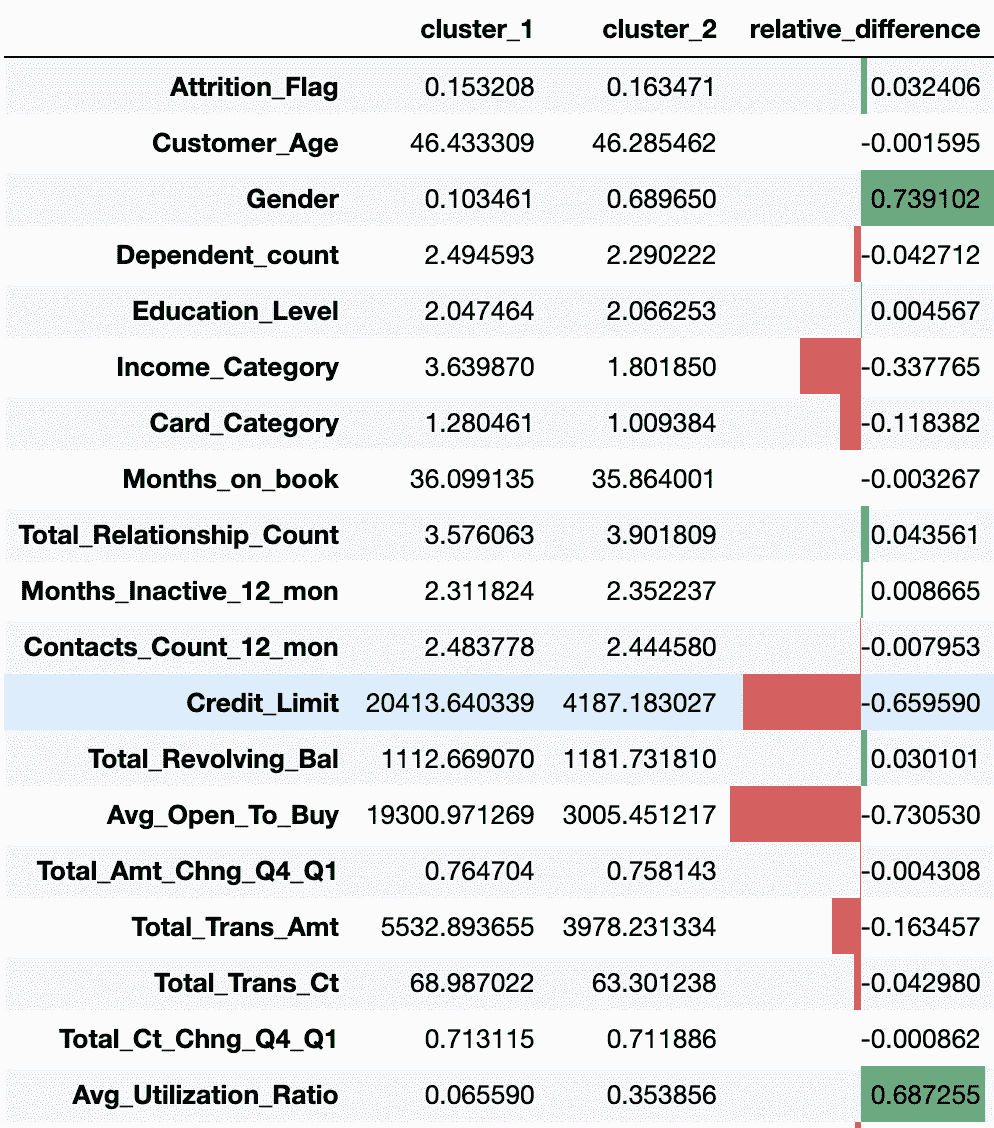 cluster_1 cluster_2 relative_difference
Attrition_Flag 0.153208 0.163471 0.032406
Customer_Age 46.433309 46.285462 -0.001595
Gender 0.103461 0.689650 0.739102
Dependent_count 2.494593 2.290222 -0.042712
Education_Level 2.047464 2.066253 0.004567
Income_Category 3.639870 1.801850 -0.337765
Card_Category 1.280461 1.009384 -0.118382
Months_on_book 36.099135 35.864001 -0.003267
Total_Relationship_Count 3.576063 3.901809 0.043561
Months_Inactive_12_mon 2.311824 2.352237 0.008665
Contacts_Count_12_mon 2.483778 2.444580 -0.007953
Credit_Limit 20413.640339 4187.183027 -0.659590
Total_Revolving_Bal 1112.669070 1181.731810 0.030101
Avg_Open_To_Buy 19300.971269 3005.451217 -0.730530
Total_Amt_Chng_Q4_Q1 0.764704 0.758143 -0.004308
Total_Trans_Amt 5532.893655 3978.231334 -0.163457
Total_Trans_Ct 68.987022 63.301238 -0.042980
Total_Ct_Chng_Q4_Q1 0.713115 0.711886 -0.000862
Avg_Utilization_Ratio 0.065590 0.353856 0.687255